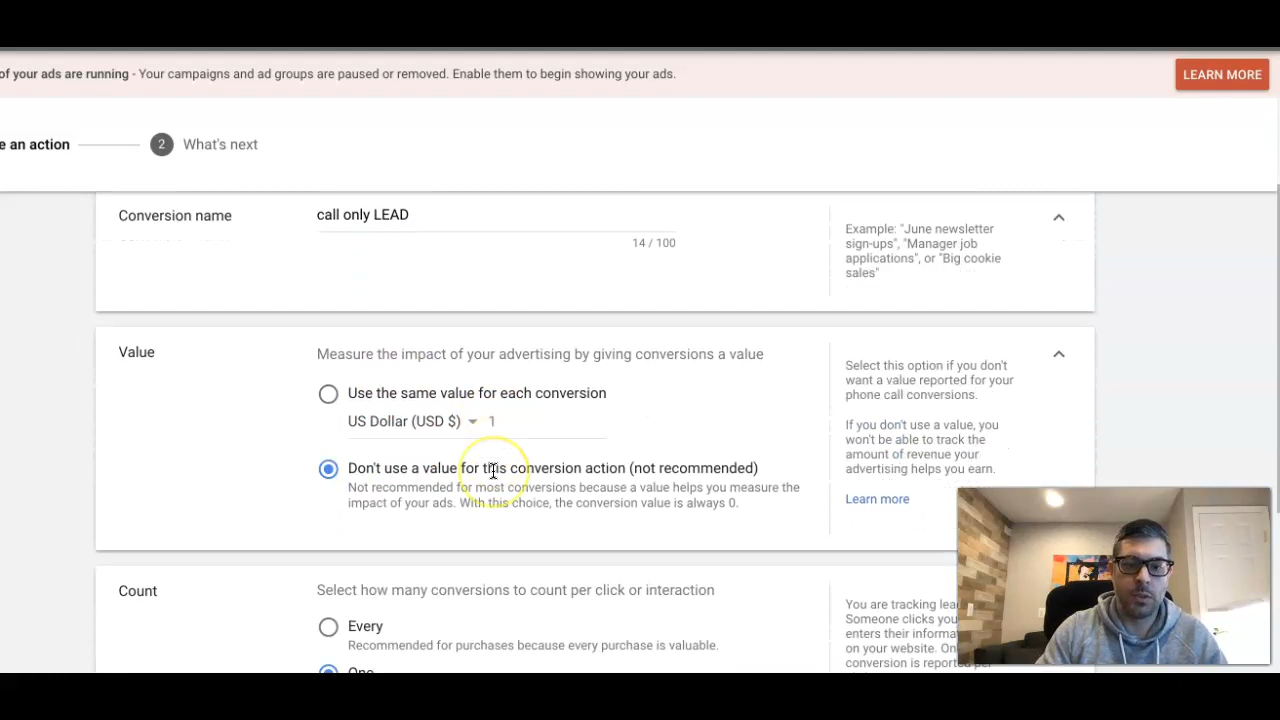 of your ads are running - Your campaigns and ad groups are paused or removed. Enable them to begin showing your ads.
LEARN MORE
e an action
2
What's next
Conversion name
call only LEAD
14 / 100
Example: "June newsletter
sign-ups", "Manager job
applications", or "Big cookie
sales"
Value
Measure the impact of your advertising by giving conversions a value
Use the same value for each conversion
US Dollar (USD $)
1
Don't use a value for this conversion action (not recommended)
Not recommended for most conversions because a value helps you measure the
impact of your ads. With this choice, the conversion value is always 0.
Select this option if you don't
want a value reported for your
phone call conversions.
If you don't use a value, you
won't be able to track the
amount of revenue your
advertising helps you earn.
Learn more
Count
Select how many conversions to count per click or interaction
Every
Recommended for purchases because every purchase is valuable.
One
You are tracking lea
Someone clicks you
enters their informa
on your website. On
conversion is reported per